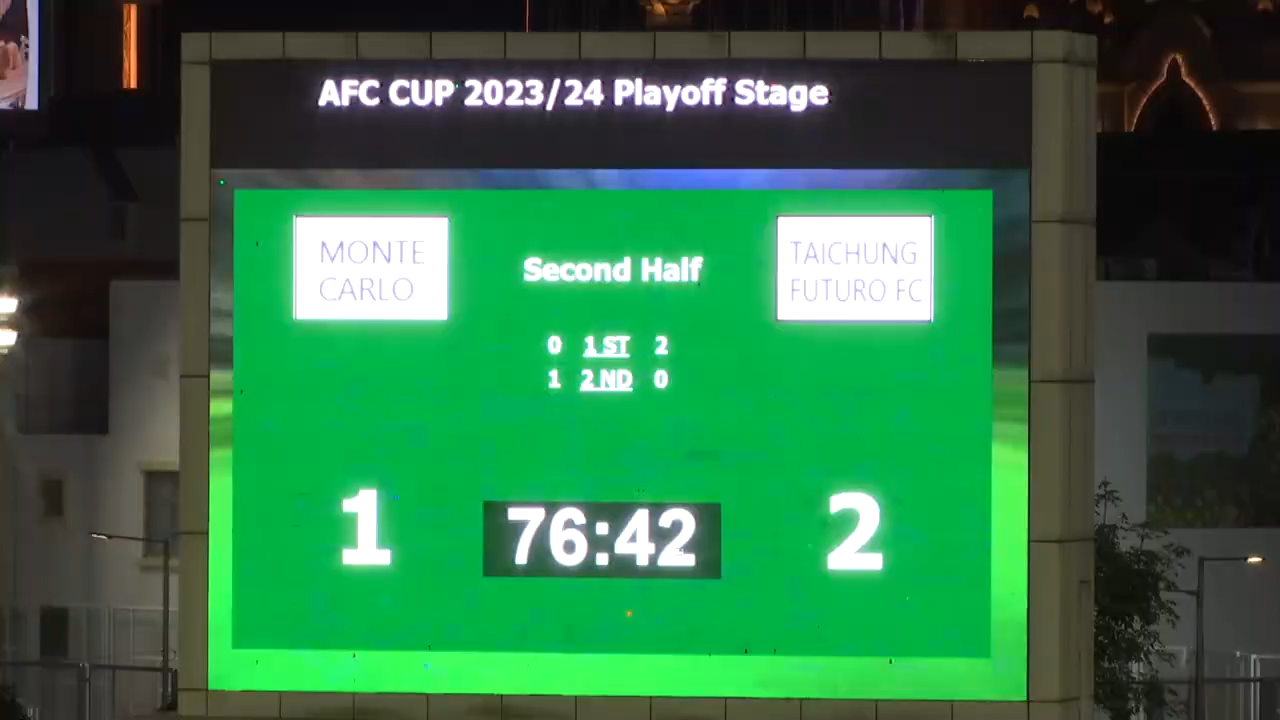 AFC CUP 2023/24 Playoff Stage
MONTE
CARLO
Second Half
TAICHUNG
FUTURO FC
0 1 ST 2
1 2 ND 0
1
76:42
2